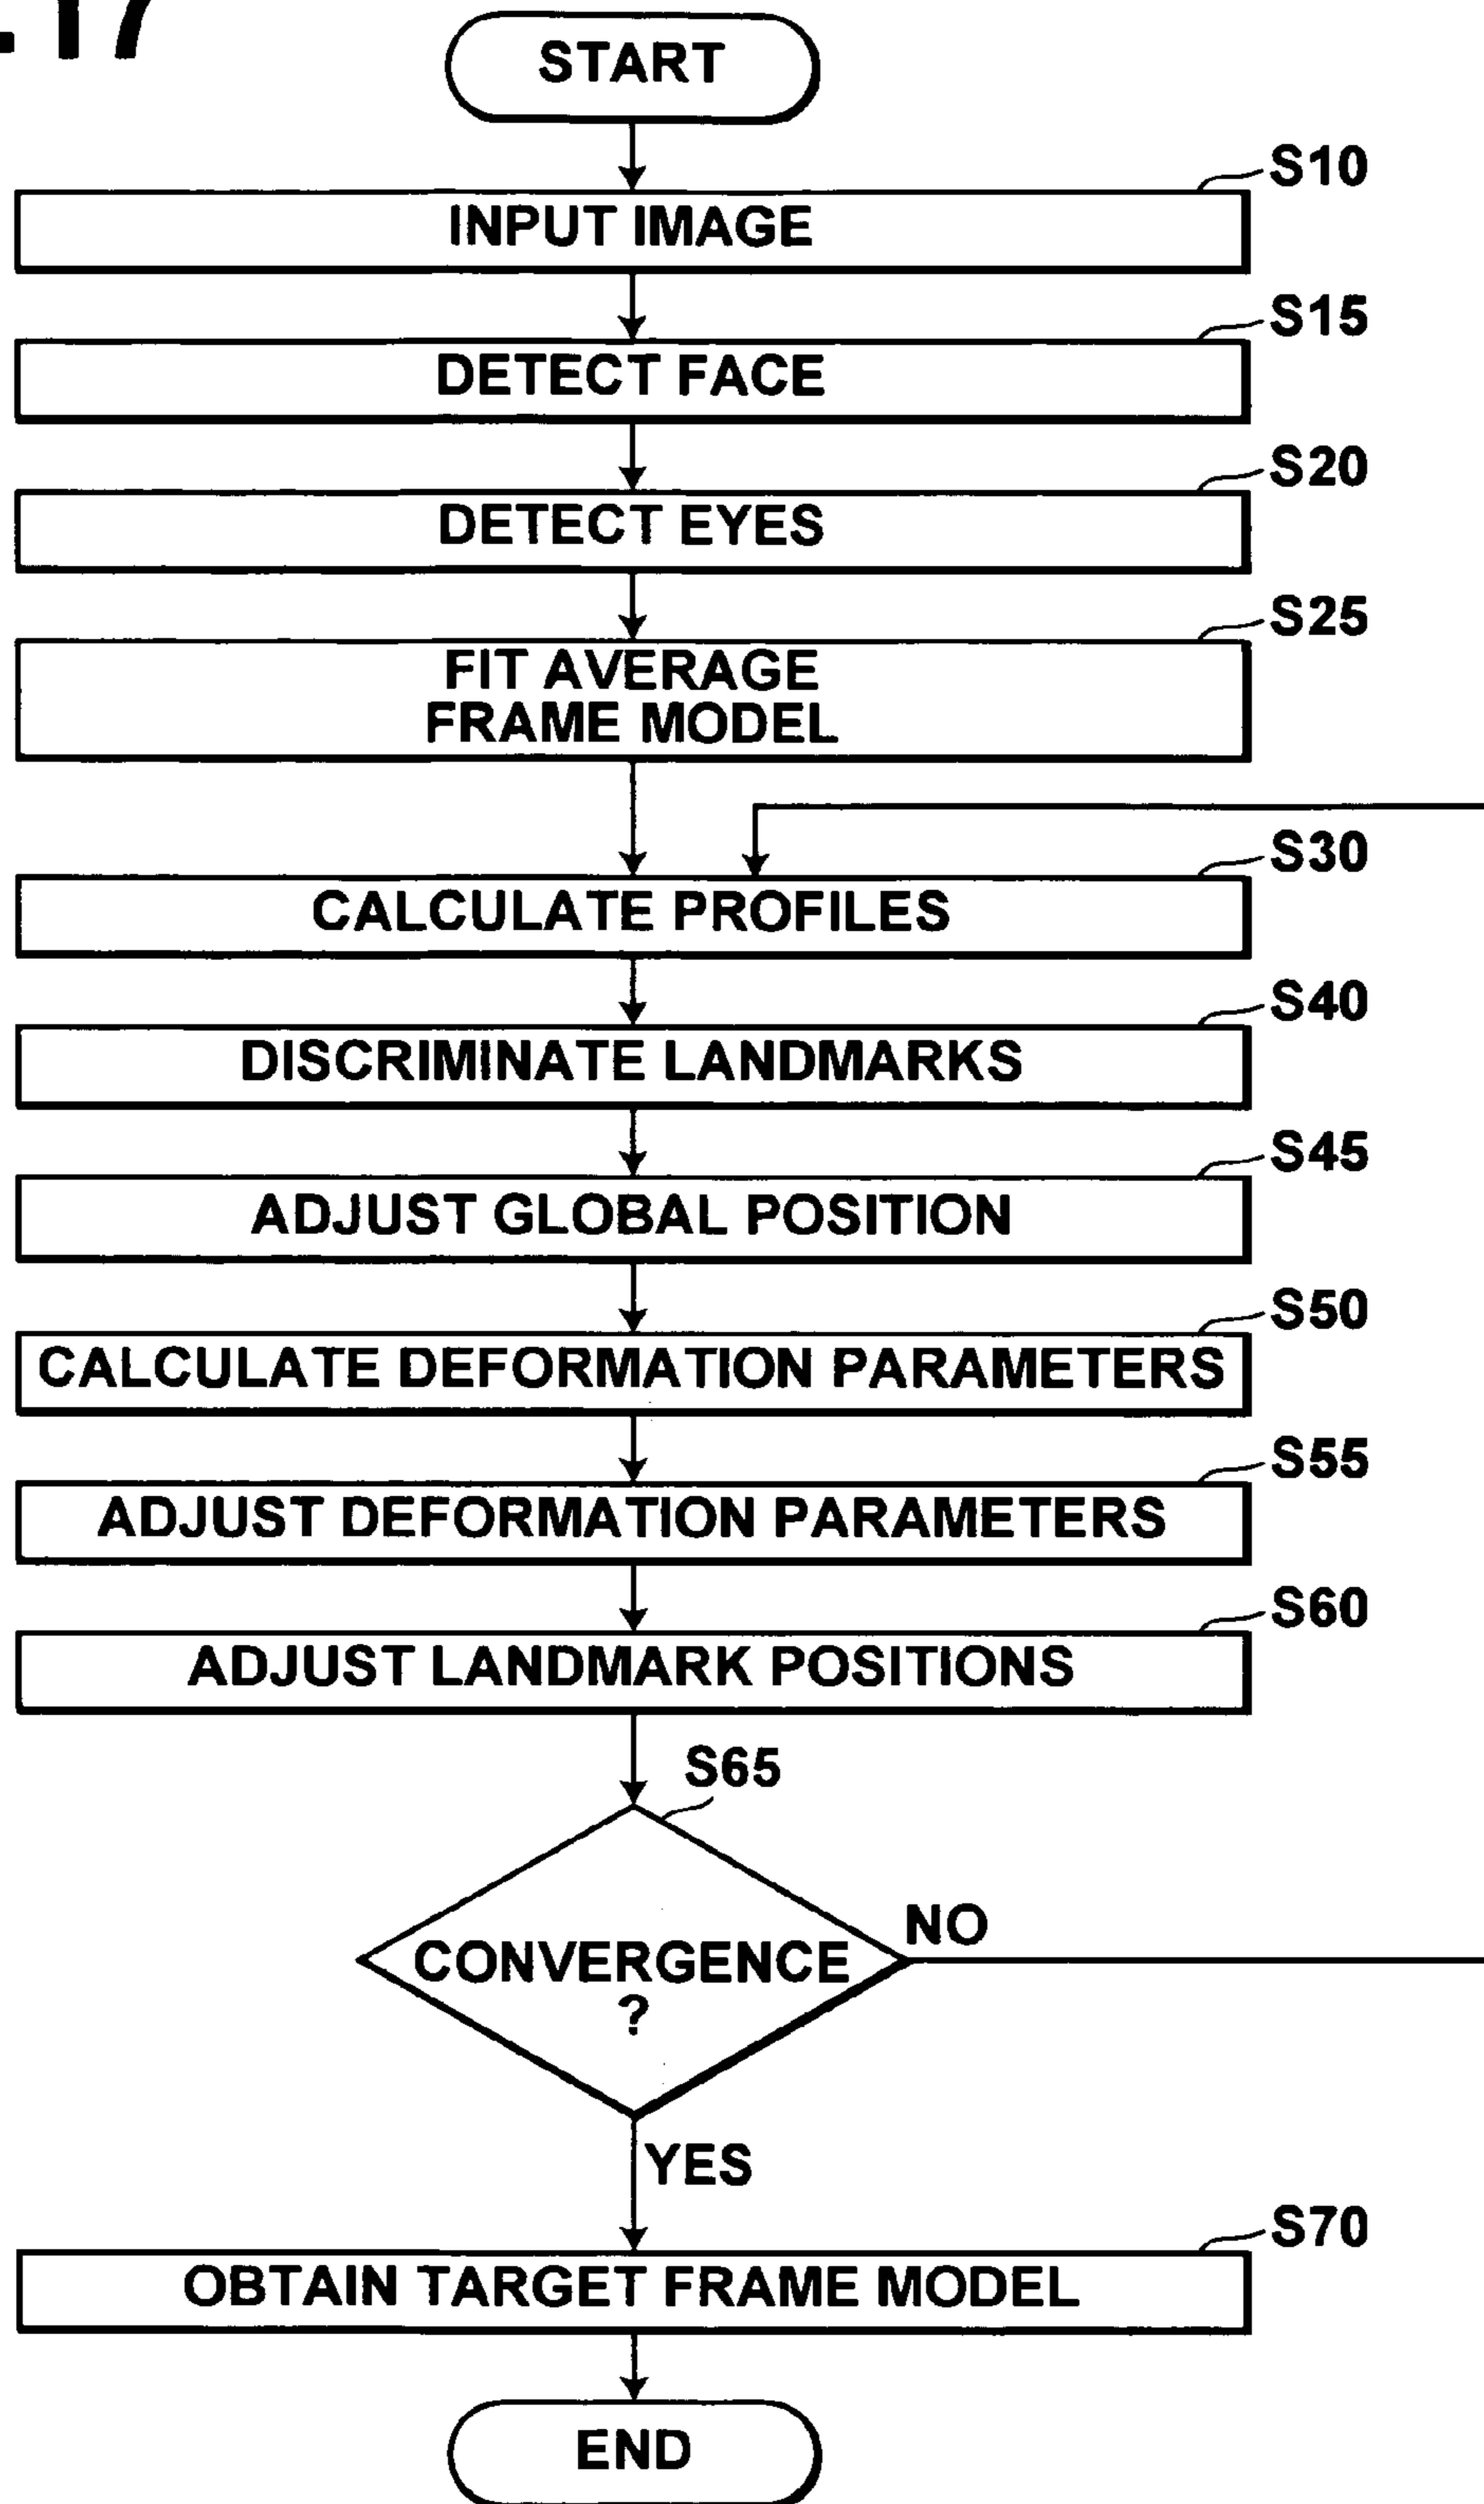 .17
START
S10
INPUT IMAGE
S15
DETECT FACE
S20
DETECT EYES
S25
FIT AVERAGE
FRAME MODEL
S30
CALCULATE PROFILES
S40
DISCRIMINATE LANDMARKS
S45
ADJUST GLOBAL POSITION
S50
CALCULATE DEFORMATION PARAMETERS
S55
ADJUST DEFORMATION PARAMETERS
S60
ADJUST LANDMARK POSITIONS
S65
NO
CONVERGENCE
?
YES
S70
OBTAIN TARGET FRAME MODEL
END